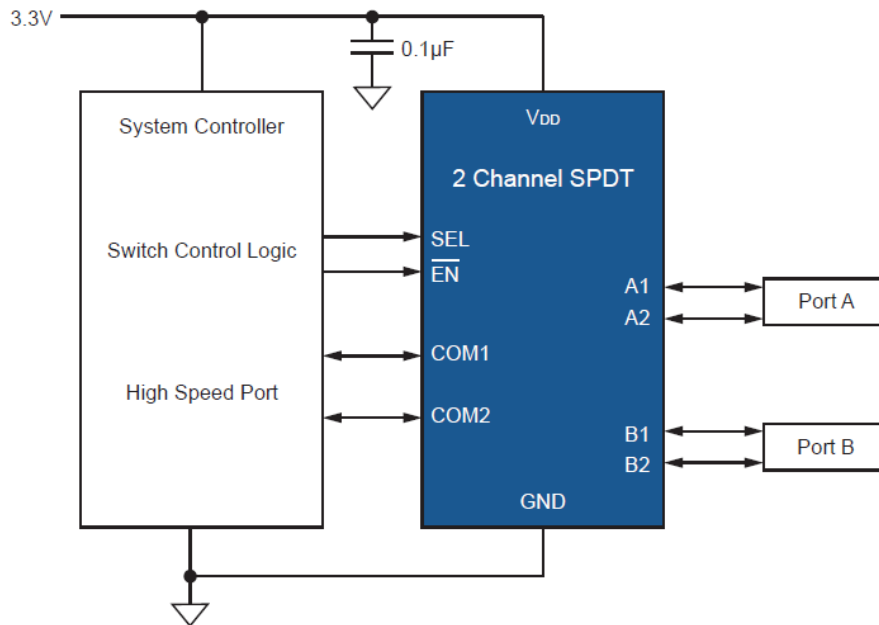 3.3V
0.1µF
System Controller
VDD
2 Channel SPDT
Switch Control Logic
SEL
EN
A1
Port A
A2
COM1
High Speed Port
COM2
B1
Port B
B2
GND